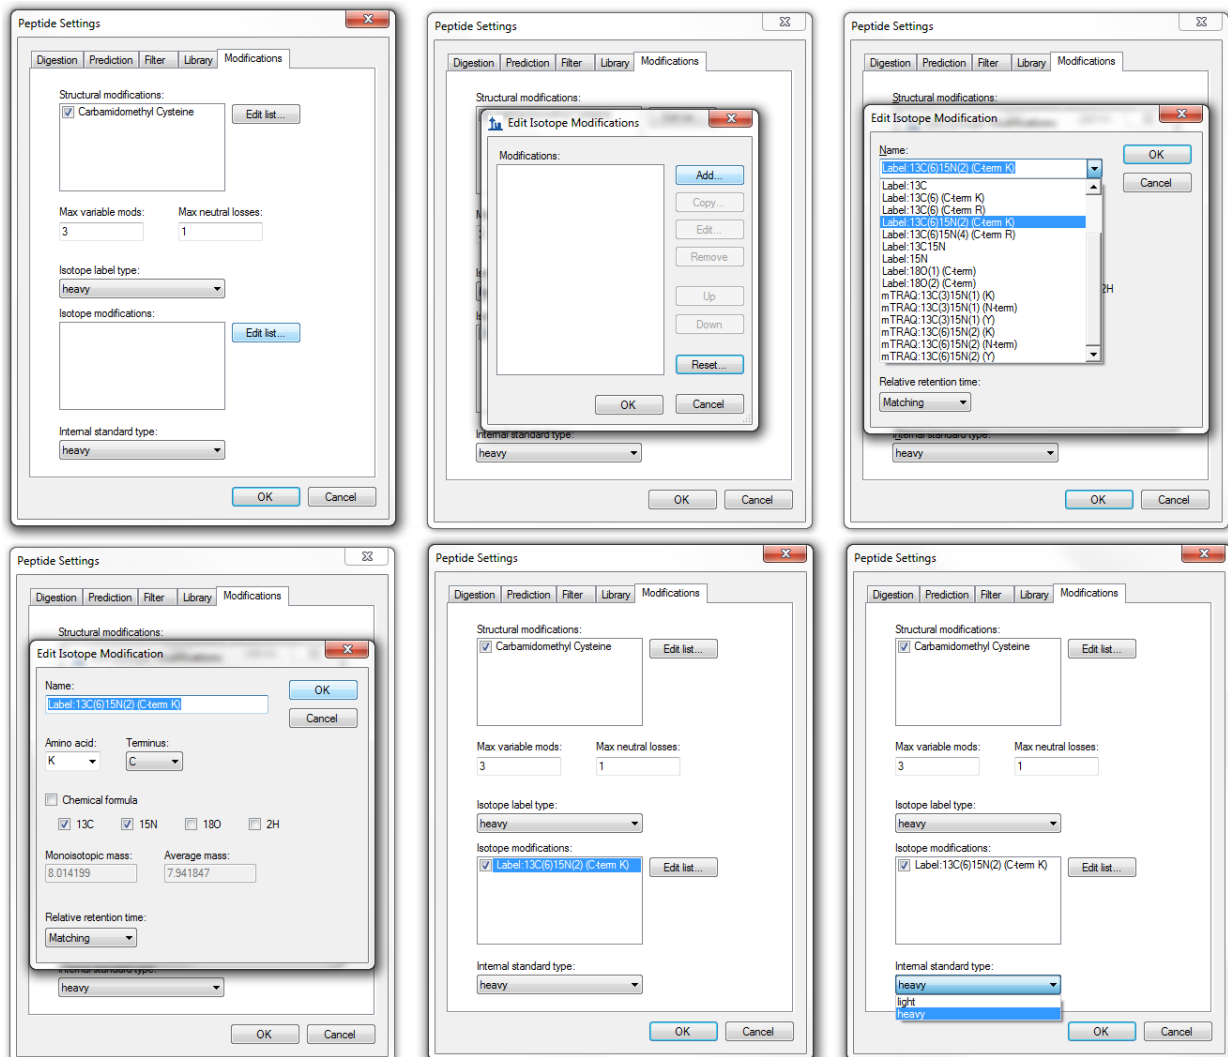 Peptide Settings
Digestion Prediction Filter Library Modifications
Structural modifications:
Carbamidomethyl Cysteine
Edit list...
Max variable mods: Max neutral losses:
3 1
Isotope label type:
heavy
Isotope modifications:
Edit list...
Internal standard type:
heavy
OK Cancel
Peptide Settings
Digestion Prediction Filter Library Modifications
Structural modifications:
Edit Isotope Modifications
Modifications:
Add...
Copy...
Edit...
Remove
Up
Down
Reset...
OK Cancel
Internal standard type:
heavy
OK Cancel
Peptide Settings
Digestion Prediction Filter Library Modifications
Structural modifications:
Edit Isotope Modification
Name:
OK
Label:13C(6)15N(2) (C-term K)
Cancel
Label:13C
Label:13C(6) (C-term K)
Label:13C(6) (C-term R)
Label:13C(6)15N(2) (C-term K)
Label:13C(6)15N(4) (C-term R)
Label:13C15N
Label:15N
Label:18O(1) (C-term)
Label:18O(2) (C-term)
mTRAQ:13C(3)15N(1) (K)
2H
mTRAQ:13C(3)15N(1) (N-term)
mTRAQ:13C(3)15N(1) (Y)
mTRAQ:13C(6)15N(2) (K)
mTRAQ:13C(6)15N(2) (N-term)
mTRAQ:13C(6)15N(2) (Y)
Relative retention time:
Matching
Internal standard type:
heavy
OK Cancel
Peptide Settings
Digestion Prediction Filter Library Modifications
Structural modifications:
Edit Isotope Modification
Name:
OK
Label:13C(6)15N(2) (C-term K)
Cancel
Amino acid: Terminus:
K C
Chemical formula
13C 15N 18O 2H
Monoisotopic mass: Average mass:
8.014199 7.941847
Relative retention time:
Matching
Internal standard type:
heavy
OK Cancel
Peptide Settings
Digestion Prediction Filter Library Modifications
Structural modifications:
Carbamidomethyl Cysteine
Edit list...
Max variable mods: Max neutral losses:
3 1
Isotope label type:
heavy
Isotope modifications:
Label:13C(6)15N(2) (C-term K)
Edit list...
Internal standard type:
heavy
OK Cancel
Peptide Settings
Digestion Prediction Filter Library Modifications
Structural modifications:
Carbamidomethyl Cysteine
Edit list...
Max variable mods: Max neutral losses:
3 1
Isotope label type:
heavy
Isotope modifications:
Label:13C(6)15N(2) (C-term K)
Edit list...
Internal standard type:
heavy
light
heavy
OK Cancel